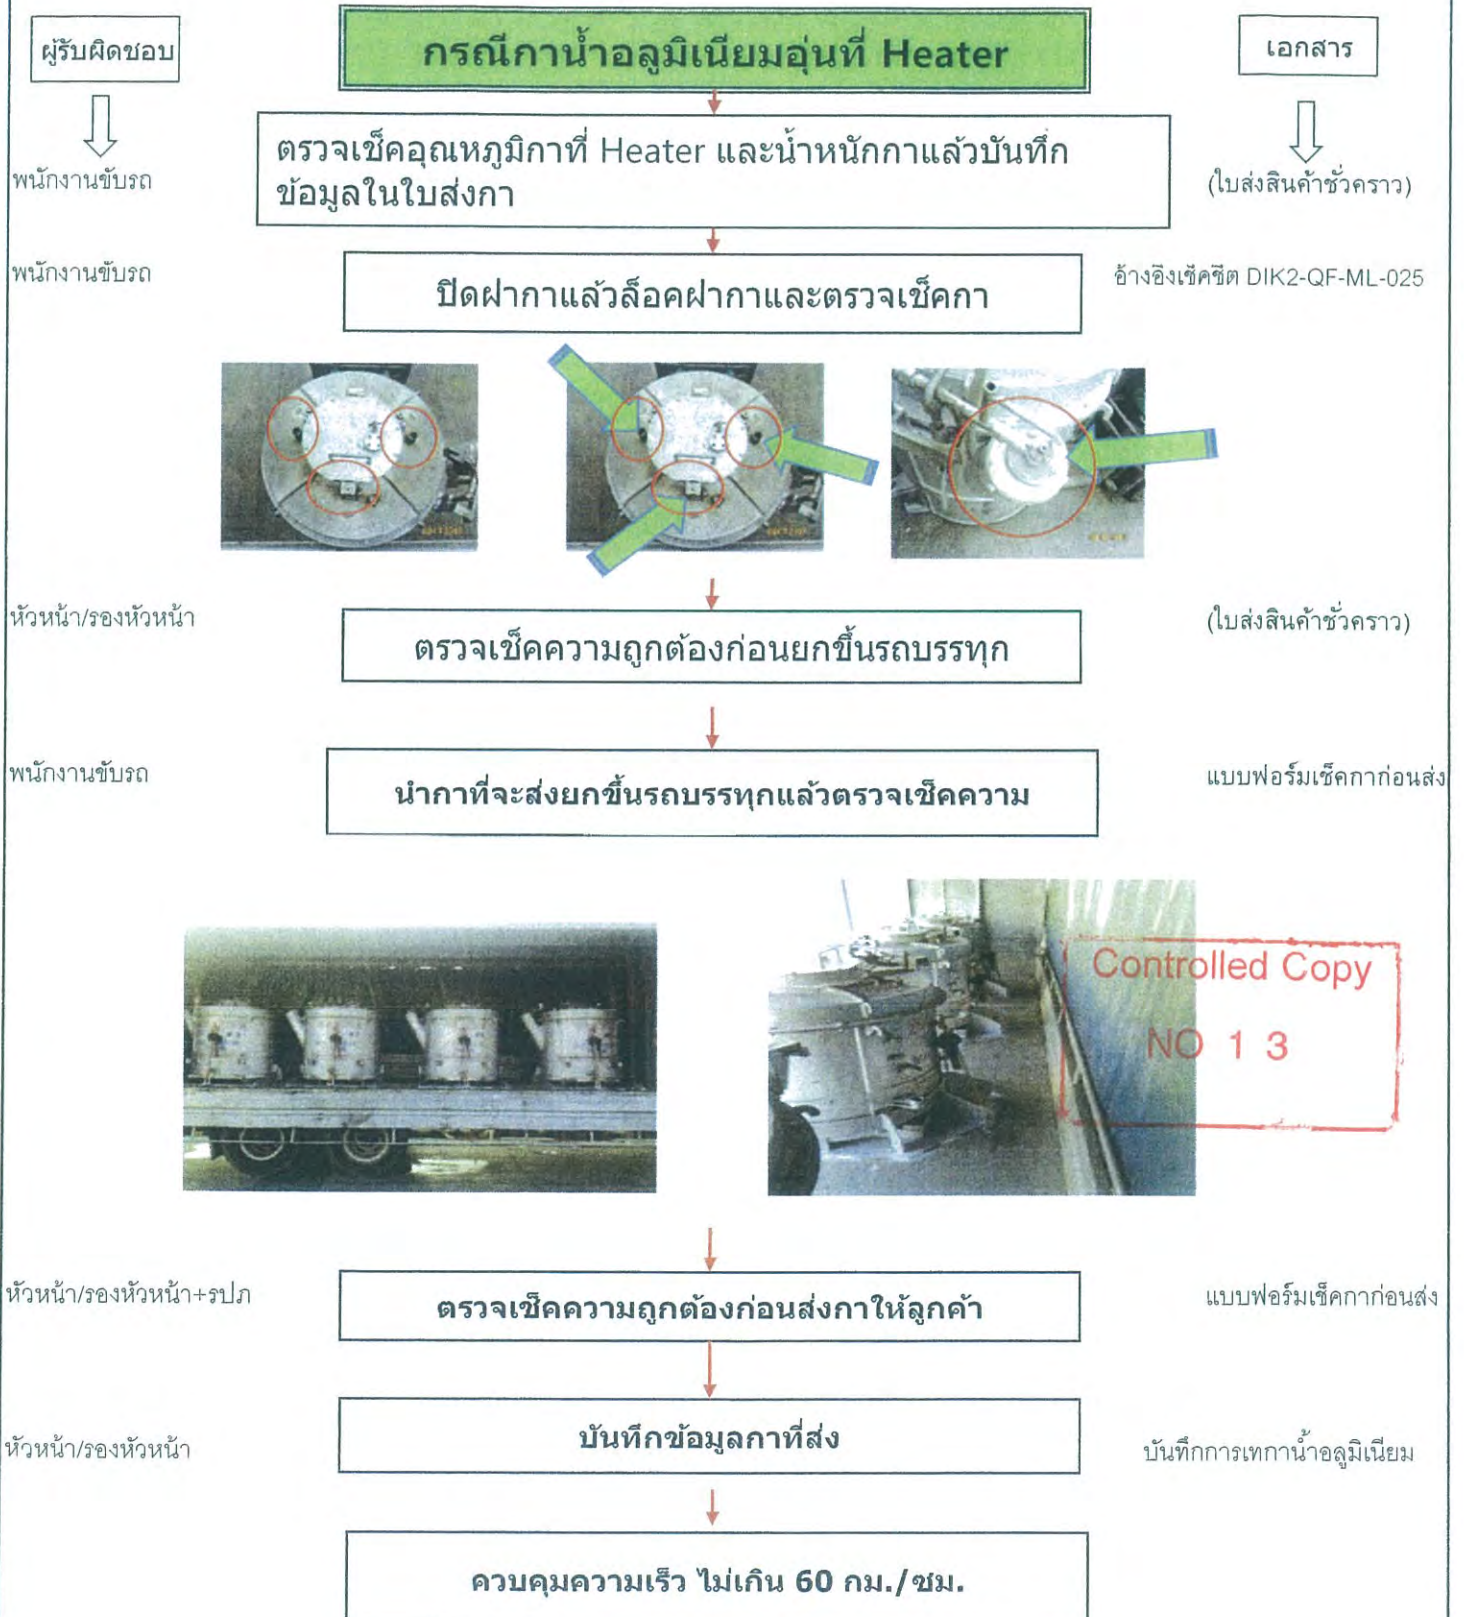 ผู้รับผิดชอบ
กรณีกาน้ำอลูมิเนียมอุ่นที่ Heater
เอกสาร
พนักงานขับรถ
ตรวจเช็คอุณหภูมิกาที่ Heater และน้ำหนักกาแล้วบันทึก
ข้อมูลในใบส่งกา
(ใบส่งสินค้าชั่วคราว)
พนักงานขับรถ
ปิดฝากาแล้วล็อคฝากาและตรวจเช็คกา
อ้างอิงเช็คชีต DIK2-QF-ML-025
หัวหน้า/รองหัวหน้า
ตรวจเช็คความถูกต้องก่อนยกขึ้นรถบรรทุก
(ใบส่งสินค้าชั่วคราว)
พนักงานขับรถ
นำกาที่จะส่งยกขึ้นรถบรรทุกแล้วตรวจเช็คความ
แบบฟอร์มเช็คกาก่อนส่ง
Controlled Copy
NO 1 3
หัวหน้า/รองหัวหน้า+รปภ
ตรวจเช็คความถูกต้องก่อนส่งกาให้ลูกค้า
แบบฟอร์มเช็คกาก่อนส่ง
หัวหน้า/รองหัวหน้า
บันทึกข้อมูลกาที่ส่ง
บันทึกการเทกาน้ำอลูมิเนียม
ควบคุมความเร็ว ไม่เกิน 60 กม./ชม.